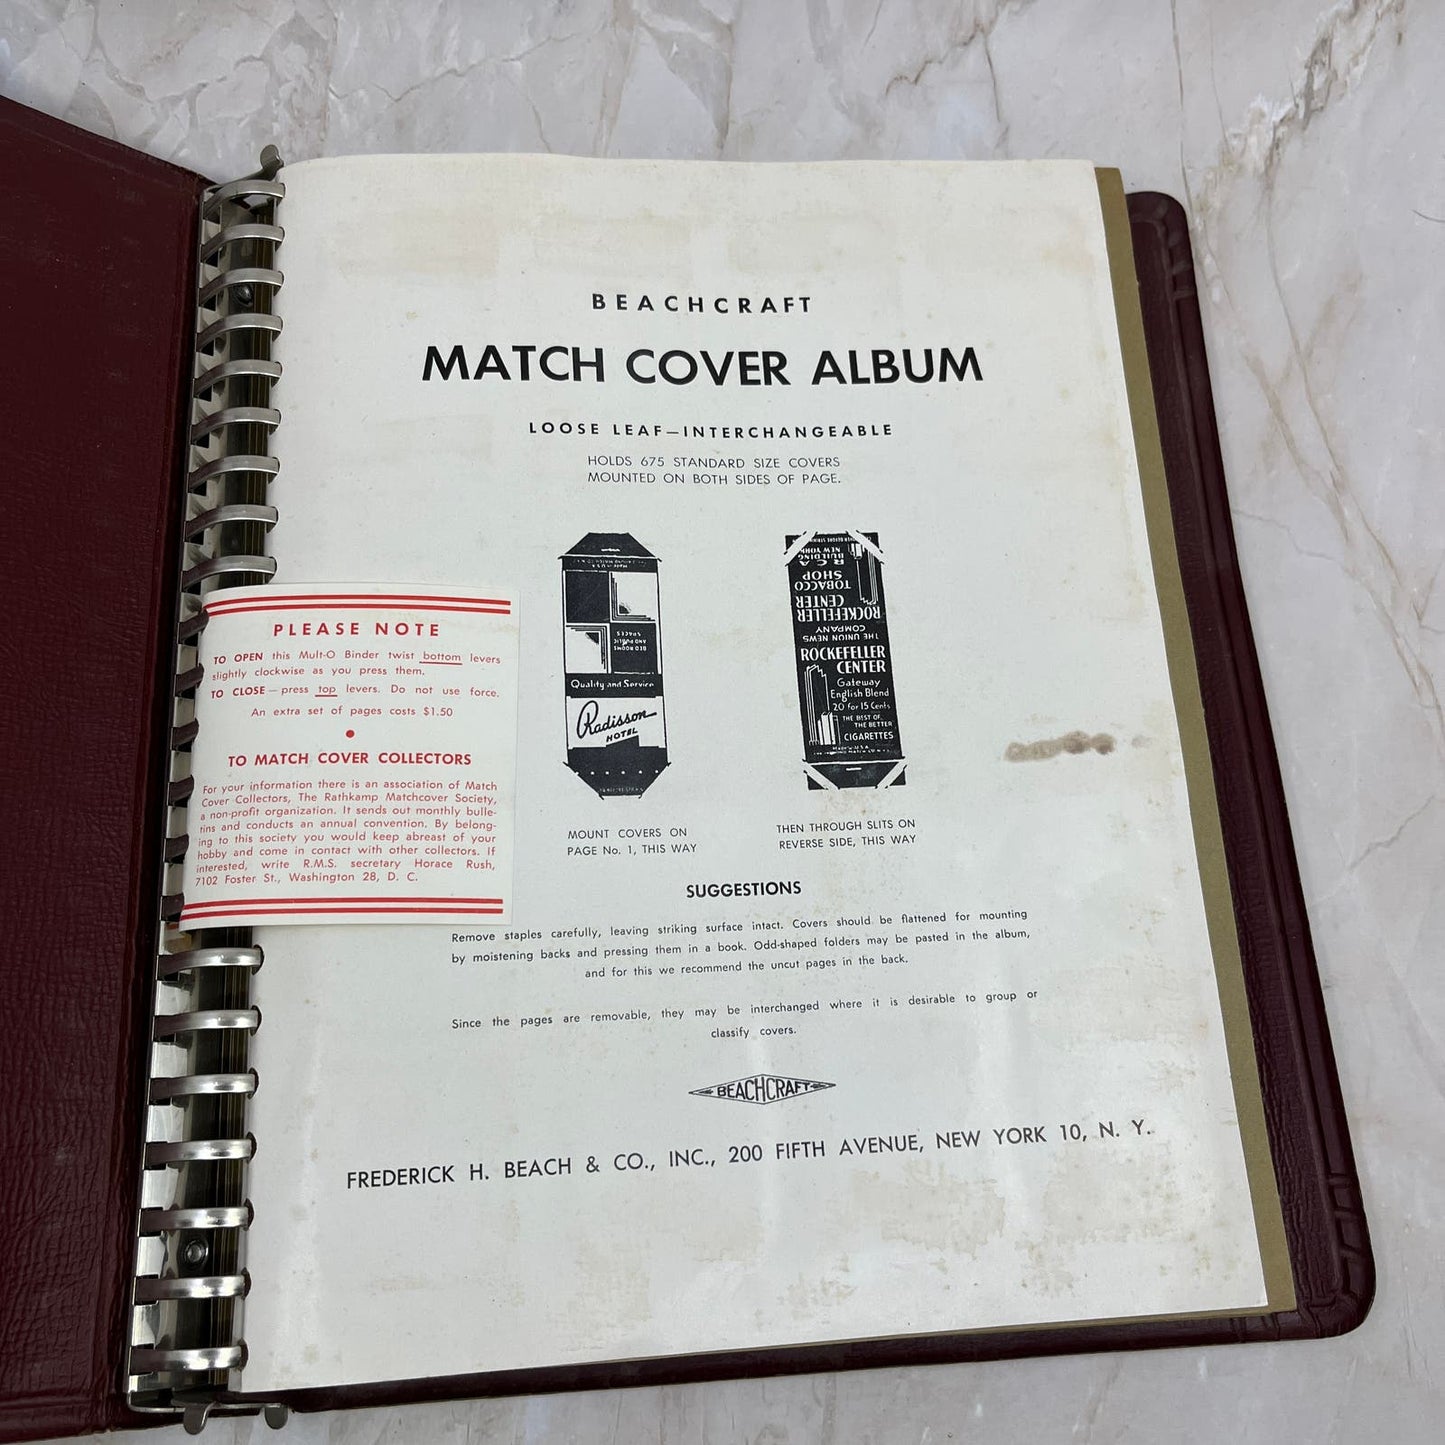 BEACHCRAFT
MATCH COVER ALBUM
LOOSE LEAF—INTERCHANGEABLE
HOLDS 675 STANDARD SIZE COVERS
MOUNTED ON BOTH SIDES OF PAGE.
BED ROOMS
AND PUBLIC
SPACES
Quality and Service
Radisson
HOTEL
RCA
BUILDING
NEW YORK
TOBACCO
SHOP
ROCKEFELLER
CENTER
THE UNION NEWS
COMPANY
ROCKEFELLER
CENTER
Gateway
English Blend
20 for 15 Cents
THE BEST OF
THE BETTER
CIGARETTES
MADE IN U.S.A.
MOUNT COVERS ON
PAGE No. 1, THIS WAY
THEN THROUGH SLITS ON
REVERSE SIDE, THIS WAY
PLEASE NOTE
TO OPEN this Mult-O Binder twist bottom levers
slightly clockwise as you press them.
TO CLOSE — press top levers. Do not use force.
An extra set of pages costs $1.50
TO MATCH COVER COLLECTORS
For your information there is an association of Match
Cover Collectors, The Rathkamp Matchcover Society,
a non-profit organization. It sends out monthly bulle-
tins and conducts an annual convention. By belong-
ing to this society you would keep abreast of your
hobby and come in contact with other collectors. If
interested, write R.M.S. secretary Horace Rush,
7102 Foster St., Washington 28, D. C.
SUGGESTIONS
Remove staples carefully, leaving striking surface intact. Covers should be flattened for mounting
by moistening backs and pressing them in a book. Odd-shaped folders may be pasted in the album,
and for this we recommend the uncut pages in the back.
Since the pages are removable, they may be interchanged where it is desirable to group or
classify covers.
BEACHCRAFT
FREDERICK H. BEACH & CO., INC., 200 FIFTH AVENUE, NEW YORK 10, N. Y.